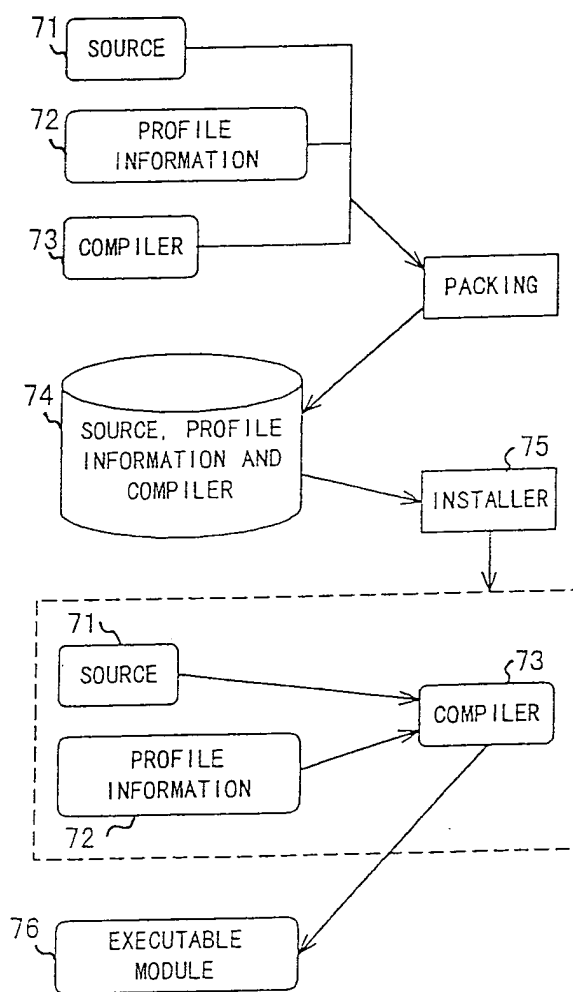 71
SOURCE
72
PROFILE
INFORMATION
73
COMPILER
PACKING
74
SOURCE, PROFILE
INFORMATION AND
COMPILER
75
INSTALLER
71
SOURCE
73
COMPILER
PROFILE
INFORMATION
72
76
EXECUTABLE
MODULE